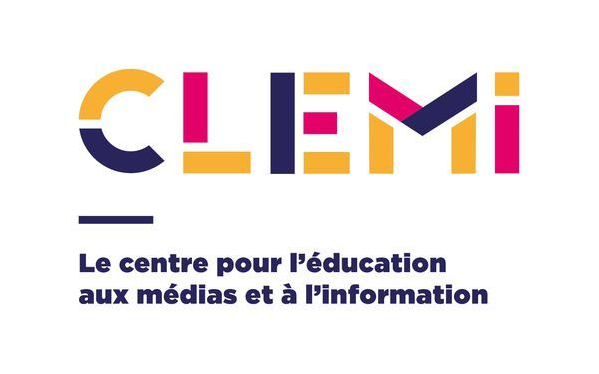 CLEMi
Le centre pour l’éducation
aux médias et à l’information